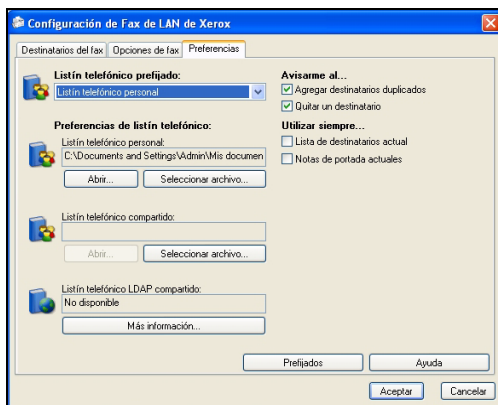 Configuración de Fax de LAN de Xerox
Destinatarios del fax
Opciones de fax
Preferencias
Listín telefónico prefijado:
Listín telefónico personal
Preferencias de listín telefónico:
Listín telefónico personal:
C:\Documents and Settings\Admin\Mis documen
Abrir...
Seleccionar archivo...
Listín telefónico compartido:
Abrir...
Seleccionar archivo...
Listín telefónico LDAP compartido:
No disponible
Más información...
Avisarme al...
Agregar destinatarios duplicados
Quitar un destinatario
Utilizar siempre...
Lista de destinatarios actual
Notas de portada actuales
Prefijados
Ayuda
Aceptar
Cancelar